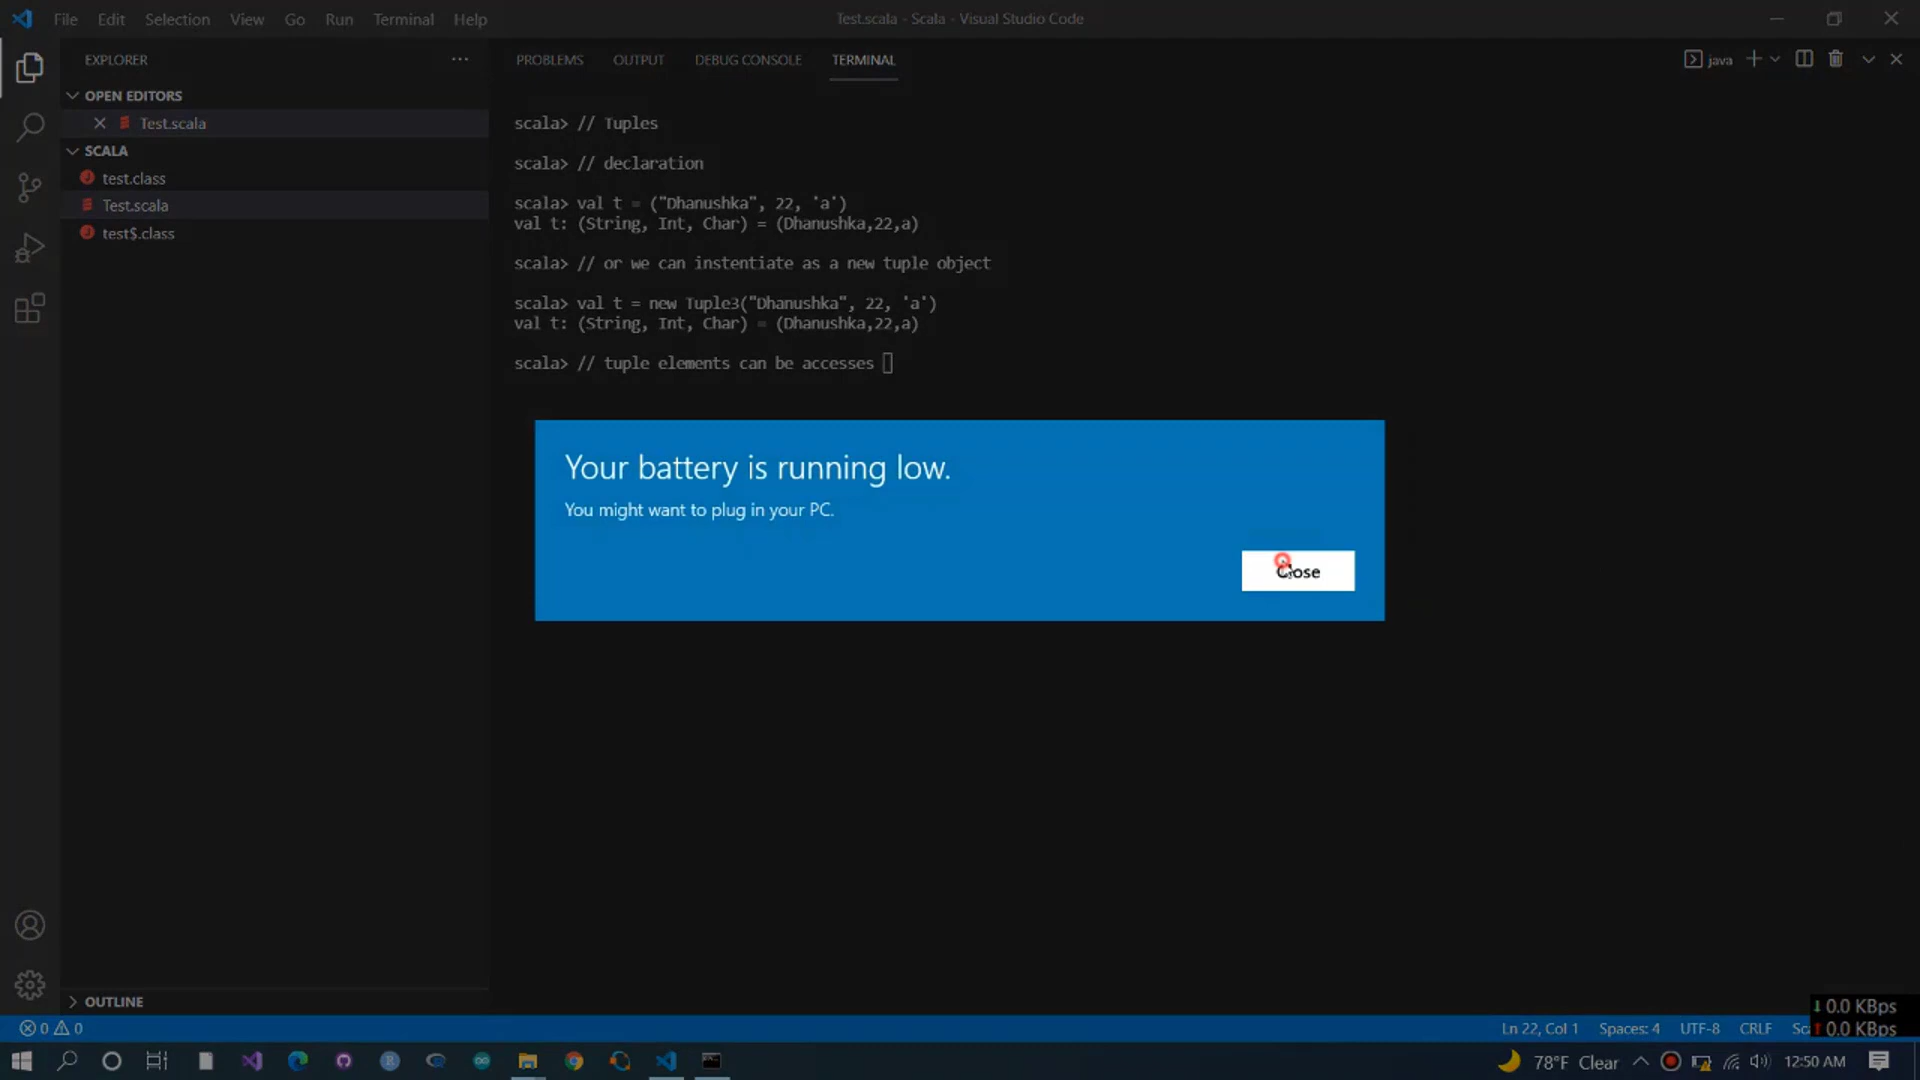 File Edit Selection View Go Run Terminal Help
Test.scala - Scala - Visual Studio Code
EXPLORER
PROBLEMS OUTPUT DEBUG CONSOLE TERMINAL
java
OPEN EDITORS
Test.scala
SCALA
test.class
Test.scala
test$.class
scala> // Tuples
scala> // declaration
scala> val t = ("Dhanushka", 22, 'a')
val t: (String, Int, Char) = (Dhanushka,22,a)
scala> // or we can instentiate as a new tuple object
scala> val t = new Tuple3("Dhanushka", 22, 'a')
val t: (String, Int, Char) = (Dhanushka,22,a)
scala> // tuple elements can be accesses
Your battery is running low.
You might want to plug in your PC.
Close
OUTLINE
0.0 KBps
0 0
Ln 22, Col 1 Spaces: 4 UTF-8 CRLF
0.0 KBps
78°F Clear
12:50 AM